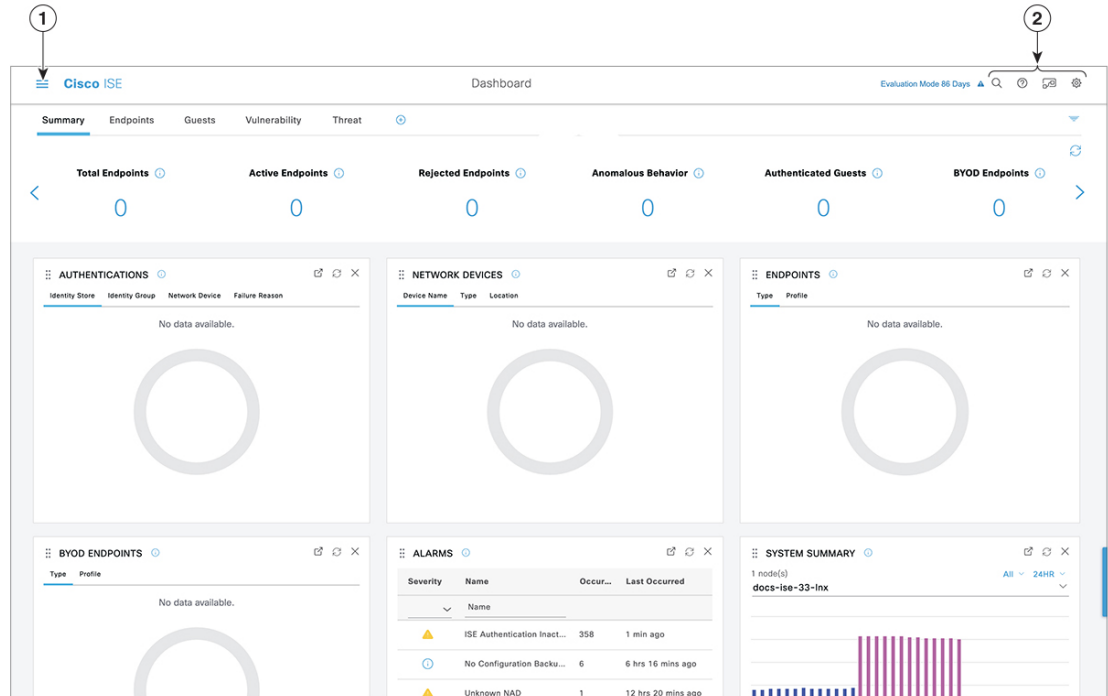 1
2
Cisco ISE
Dashboard
Evaluation Mode 86 Days
Summary Endpoints Guests Vulnerability Threat
Total Endpoints Active Endpoints Rejected Endpoints Anomalous Behavior Authenticated Guests BYOD Endpoints
0 0 0 0 0 0
AUTHENTICATIONS
Identity Store Identity Group Network Device Failure Reason
No data available.
NETWORK DEVICES
Device Name Type Location
No data available.
ENDPOINTS
Type Profile
No data available.
BYOD ENDPOINTS
Type Profile
No data available.
ALARMS
Severity Name Occur... Last Occurred
Name
ISE Authentication Inact... 358 1 min ago
No Configuration Backu... 6 6 hrs 16 mins ago
Unknown NAD 1 12 hrs 20 mins ago
SYSTEM SUMMARY
1 node(s)
All 24HR
docs-ise-33-lnx